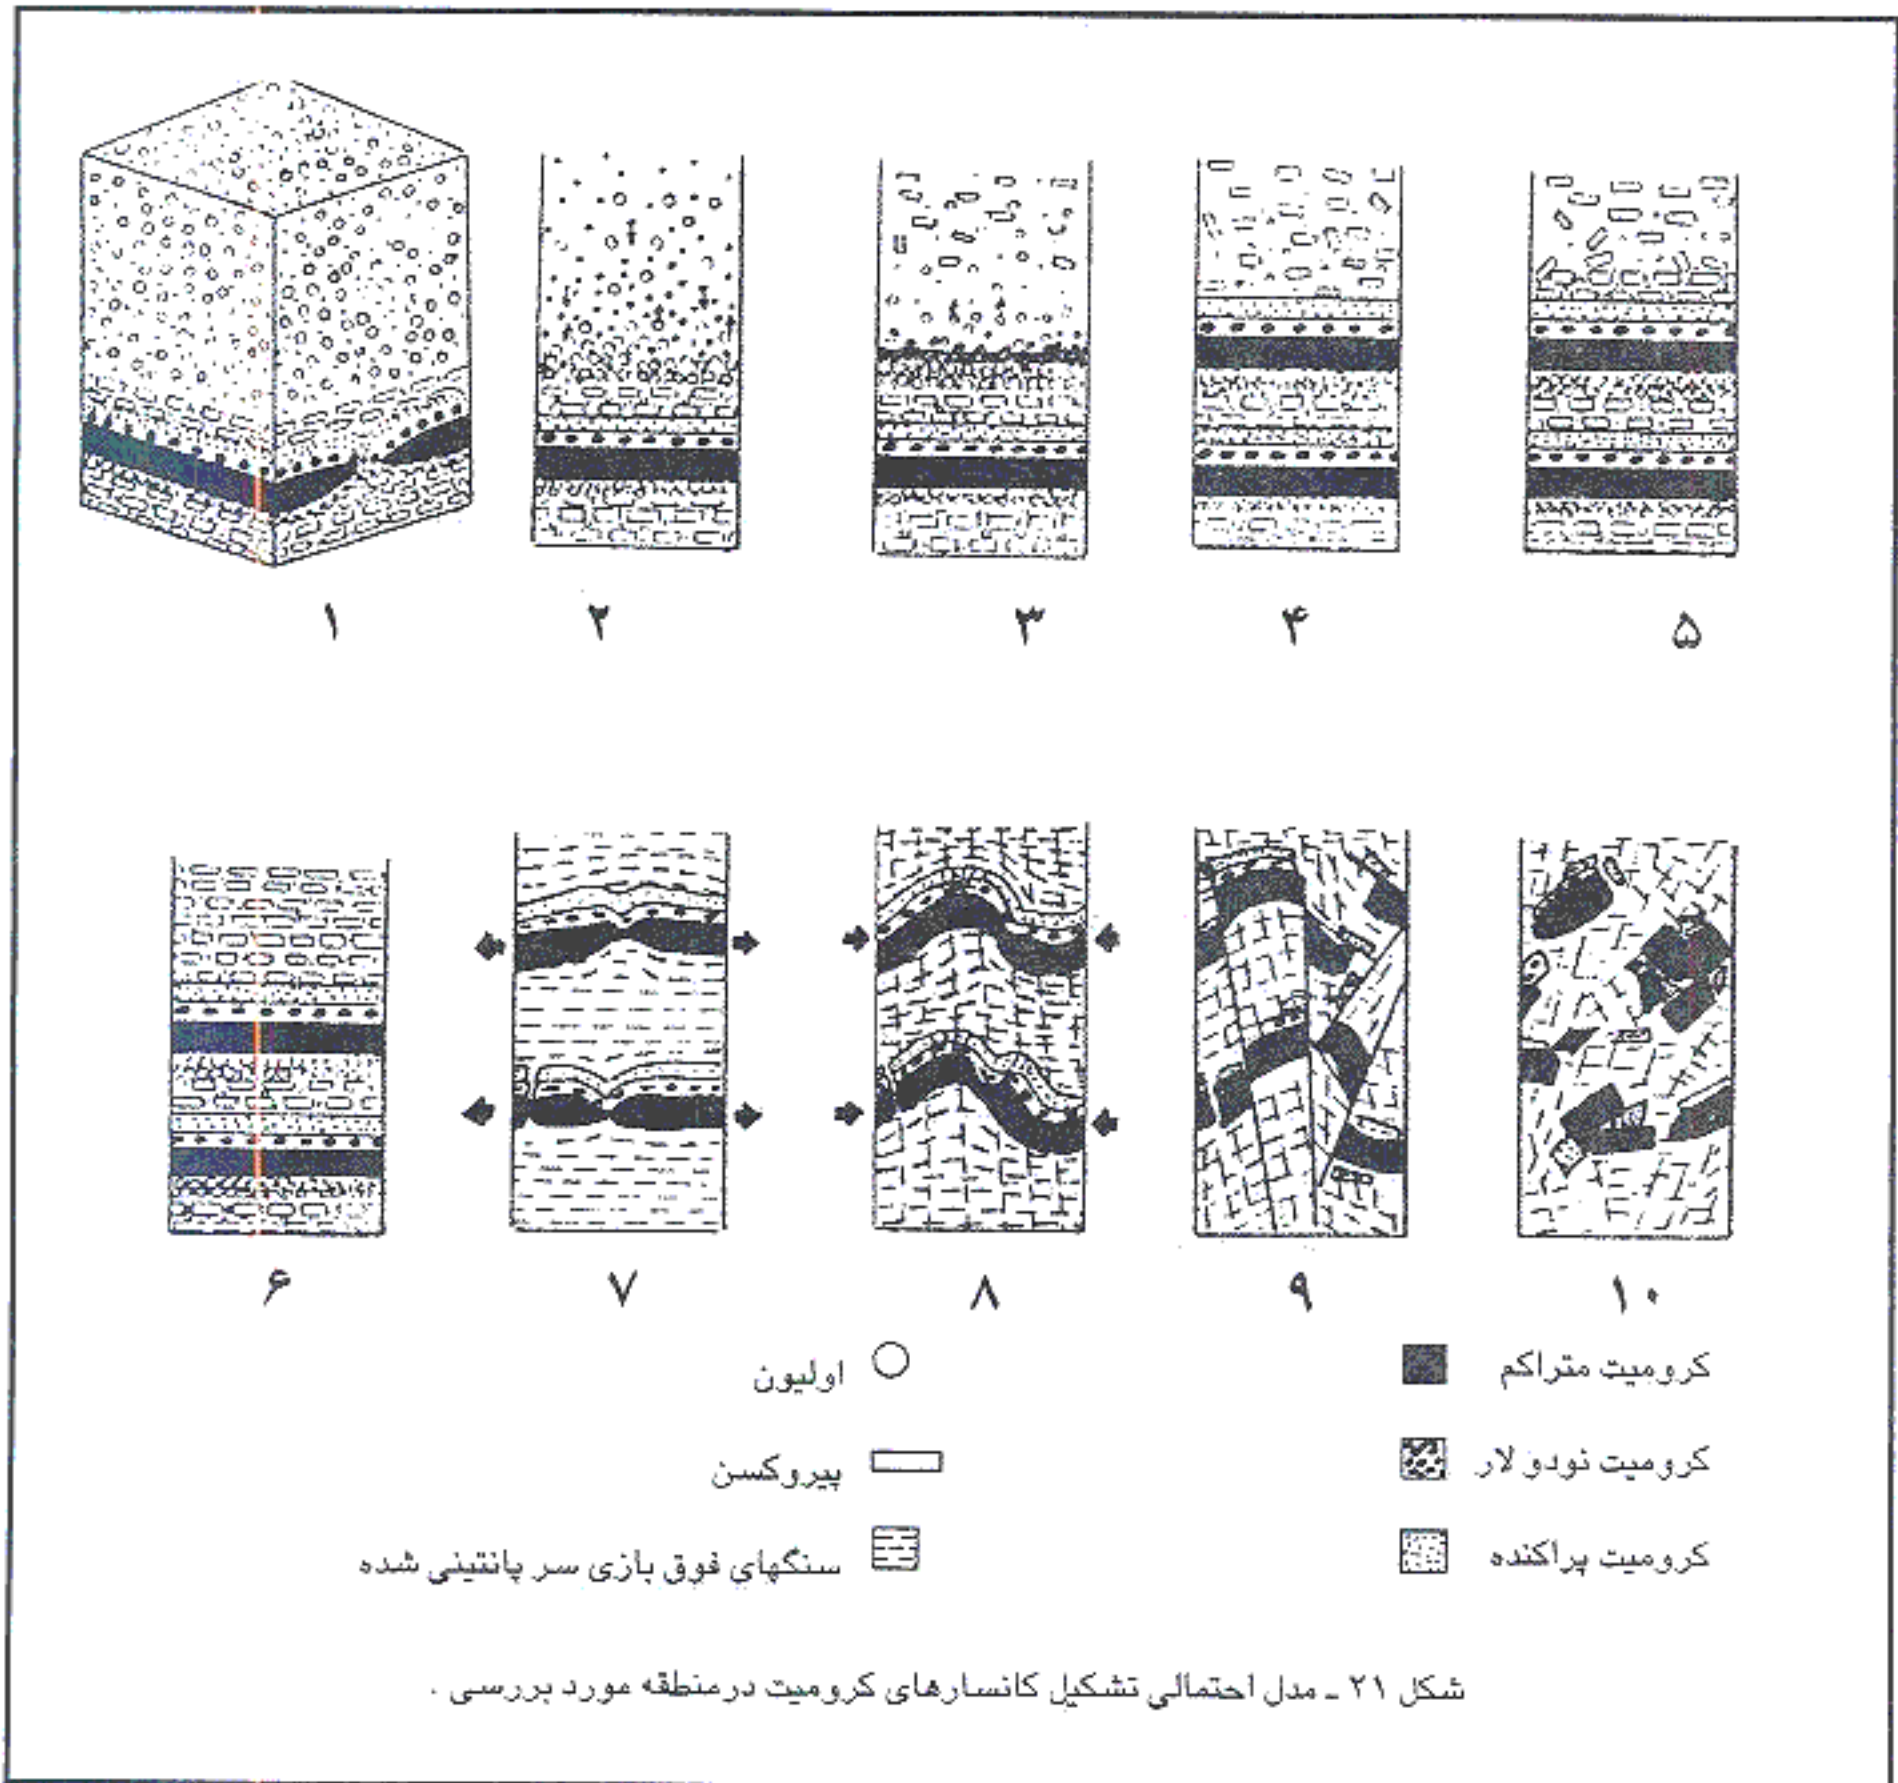 ۱ ۲ ۳ ۴ ۵
۶ ۷ ۸ ۹ ۱۰
کرومیت متراکم
کرومیت نودولار
کرومیت پراکنده
اولیون
پیروکسن
سنگهای فوق بازی سر پانتینی شده
شکل ۲۱ ـ مدل احتمالی تشکیل کانسارهای کرومیت درمنطقه مورد بررسی .